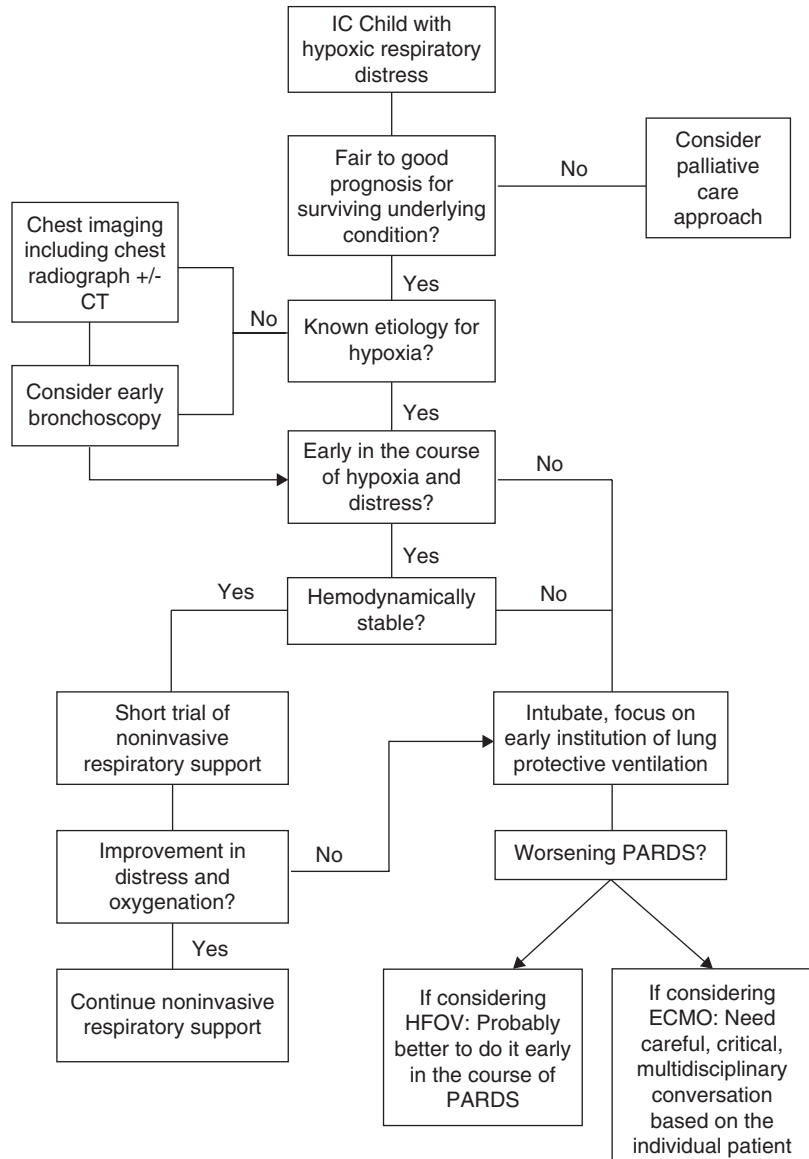 IC Child with
hypoxic respiratory
distress
Fair to good
prognosis for
surviving underlying
condition?
No
Consider
palliative
care
approach
Yes
Chest imaging
including chest
radiograph +/-
CT
No
Known etiology for
hypoxia?
Consider early
bronchoscopy
Yes
Early in the course
of hypoxia and
distress?
No
Yes
Yes
Hemodynamically
stable?
No
Short trial of
noninvasive
respiratory support
Intubate, focus on
early institution of lung
protective ventilation
Improvement in
distress and
oxygenation?
No
Worsening PARDS?
Yes
Continue noninvasive
respiratory support
If considering
HFOV: Probably
better to do it early
in the course of
PARDS
If considering
ECMO: Need
careful, critical,
multidisciplinary
conversation
based on the
individual patient